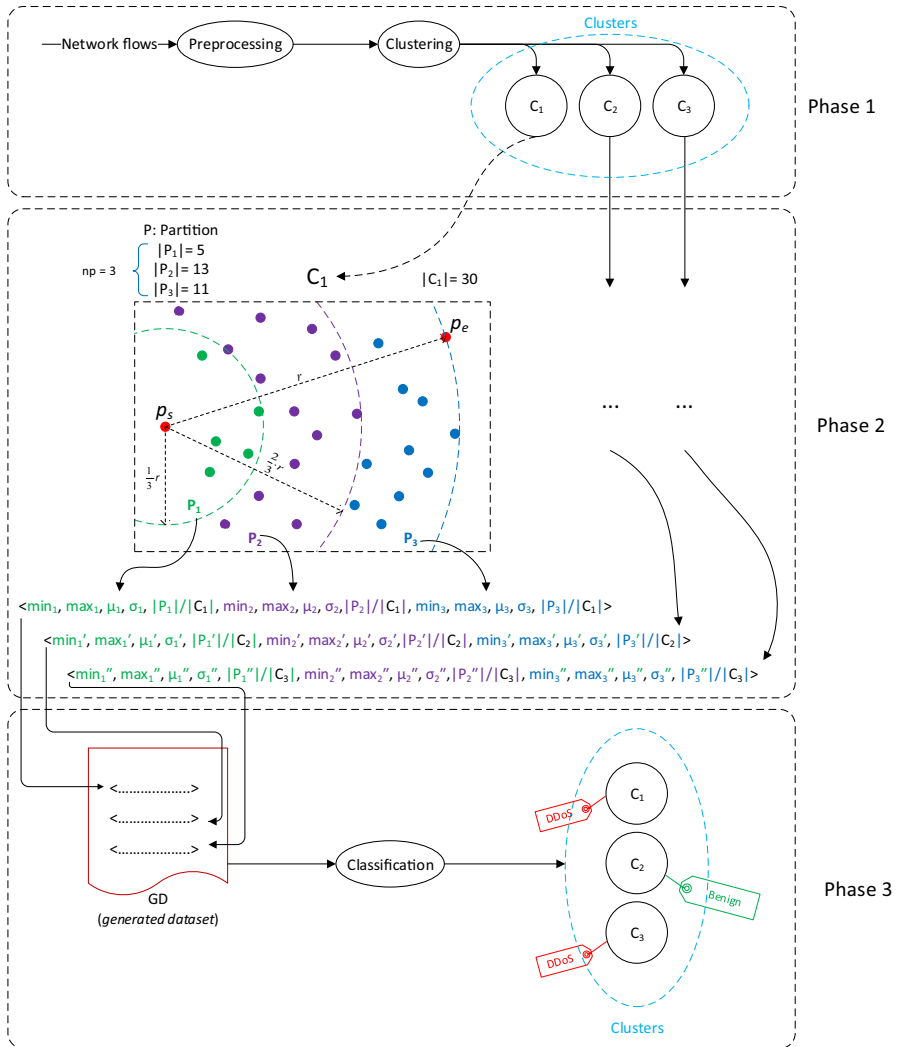 Clusters
Network flows
Preprocessing
Clustering
C₁
C₂
C₃
Phase 1
P: Partition
|P₁|= 5
np = 3
|P₂|= 13
|P₃|= 11
C₁
|C₁|= 30
pₑ
r
pₛ
1/3 r
2/3 · r
P₁
P₂
P₃
...
...
Phase 2
<min₁, max₁, μ₁, σ₁, |P₁|/|C₁|, min₂, max₂, μ₂, σ₂,|P₂|/|C₁|, min₃, max₃, μ₃, σ₃, |P₃|/|C₁|>
<min₁′, max₁′, μ₁′, σ₁′, |P₁′|/|C₂|, min₂′, max₂′, μ₂′, σ₂′,|P₂′|/|C₂|, min₃′, max₃′, μ₃′, σ₃′, |P₃′|/|C₂|>
<min₁″, max₁″, μ₁″, σ₁″, |P₁″|/|C₃|, min₂″, max₂″, μ₂″, σ₂″,|P₂″|/|C₃|, min₃″, max₃″, μ₃″, σ₃″, |P₃″|/|C₃|>
<..................>
<..................>
<..................>
GD
(generated dataset)
Classification
C₁
DDoS
C₂
Benign
C₃
DDoS
Clusters
Phase 3